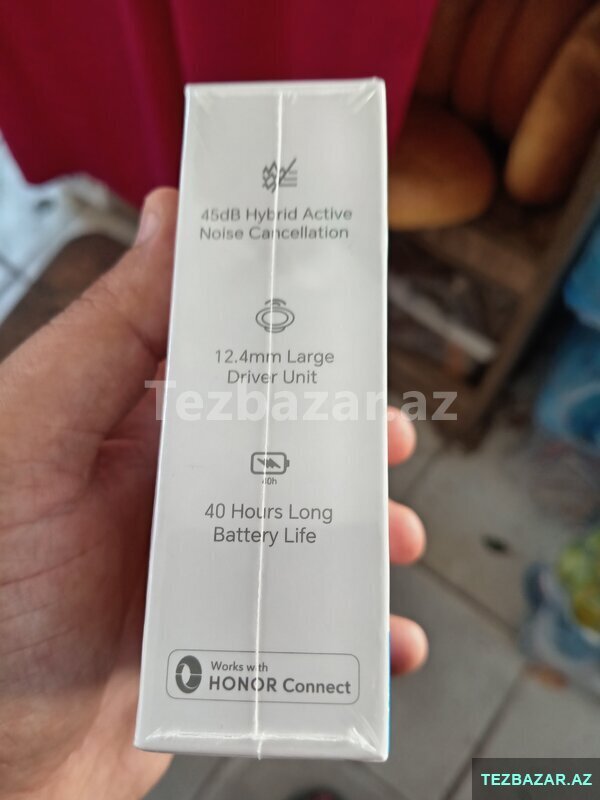 45dB Hybrid Active
Noise Cancellation
12.4mm Large
Driver Unit
Tezbazar.az
40h
40 Hours Long
Battery Life
Works with
HONOR Connect
TEZBAZAR.AZ